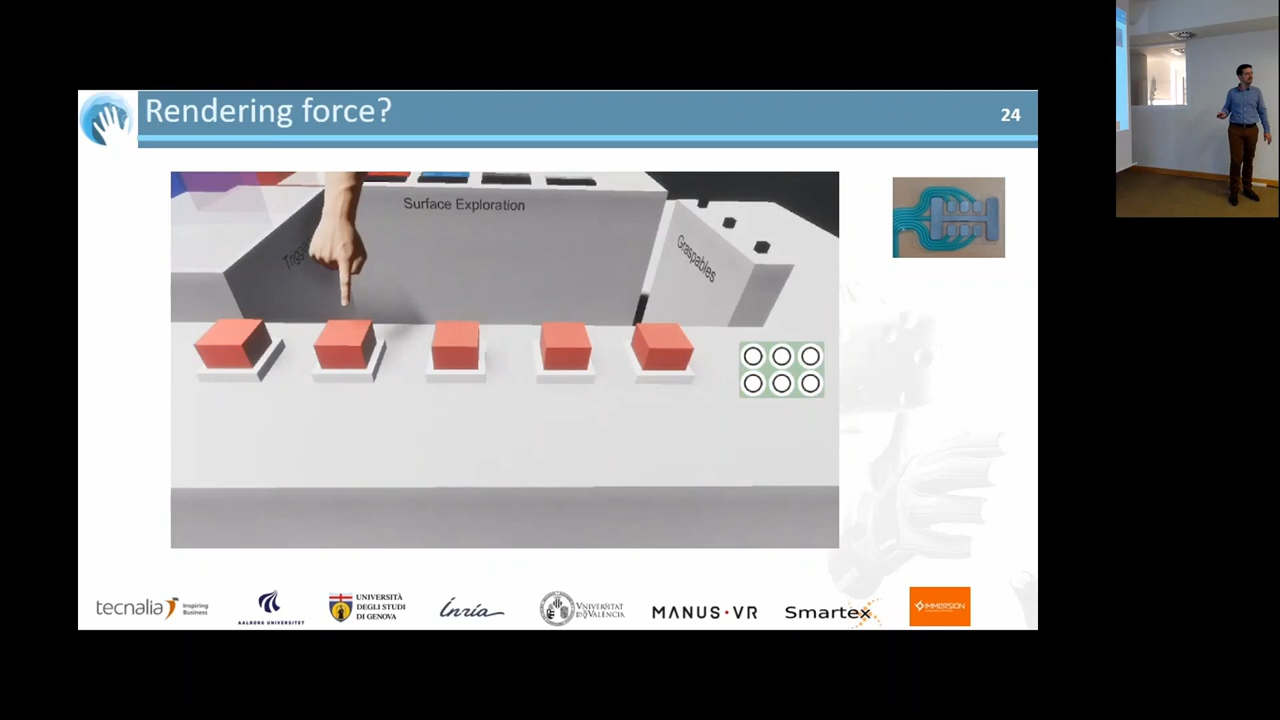 Rendering force?
24
Surface Exploration
Graspables
tecnalia
Inspiring
Business
AALBORG UNIVERSITET
UNIVERSITÀ
DEGLI STUDI
DI GENOVA
Inria
VNIVERSITAT
DE VALÈNCIA
MANUS·VR
Smartex
IMMERSION